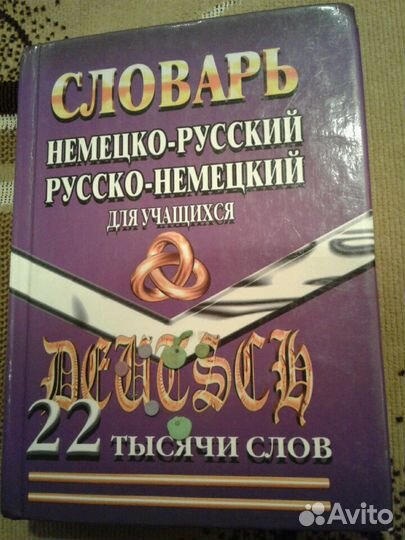 СЛОВАРЬ
НЕМЕЦКО-РУССКИЙ
РУССКО-НЕМЕЦКИЙ
ДЛЯ УЧАЩИХСЯ
DEUTSCH
22 ТЫСЯЧИ СЛОВ
Avito